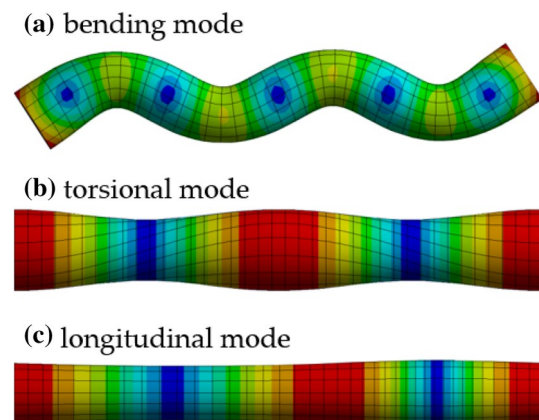 (a) bending mode
(b) torsional mode
(c) longitudinal mode